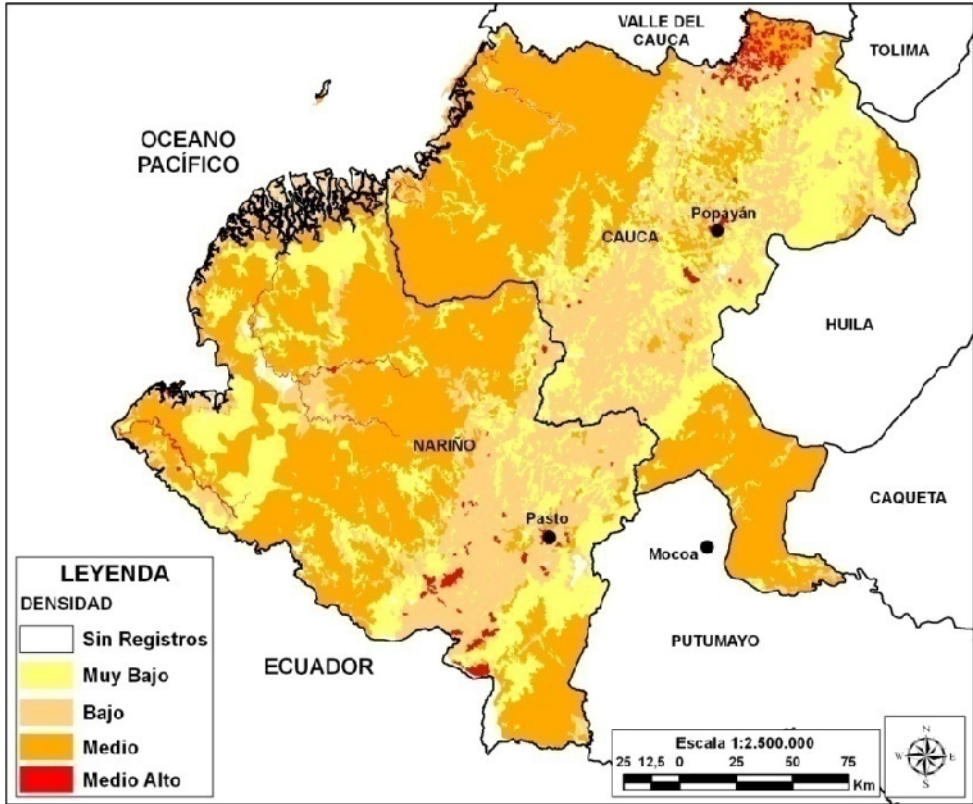 VALLE DEL
CAUCA
TOLIMA
OCEANO
PACÍFICO
Popayán
CAUCA
HUILA
NARIÑO
CAQUETA
Pasto
Mocoa
PUTUMAYO
ECUADOR
LEYENDA
DENSIDAD
Sin Registros
Muy Bajo
Bajo
Medio
Medio Alto
Escala 1:2.500.000
25 12,5 0 25 50 75
Km
N
W E
S